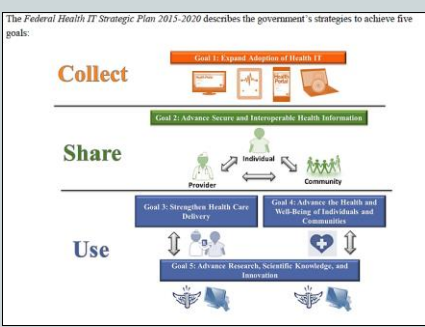 The Federal Health IT Strategic Plan 2015-2020 describes the government's strategies to achieve five
goals:
Goal 1: Expand Adoption of Health IT
Collect
Health Portal
Goal 2: Advance Secure and Interoperable Health Information
Share
Individual
Provider
Community
Goal 3: Strengthen Health Care
Delivery
Goal 4: Advance the Health and
Well-Being of Individuals and
Communities
Use
Goal 5: Advance Research, Scientific Knowledge, and
Innovation